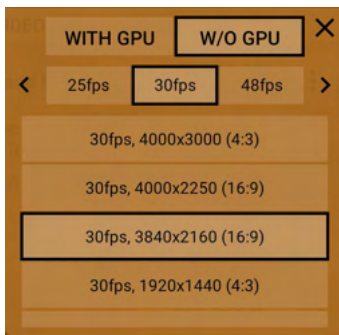 WITH GPU W/O GPU
25fps 30fps 48fps
30fps, 4000x3000 (4:3)
30fps, 4000x2250 (16:9)
30fps, 3840x2160 (16:9)
30fps, 1920x1440 (4:3)